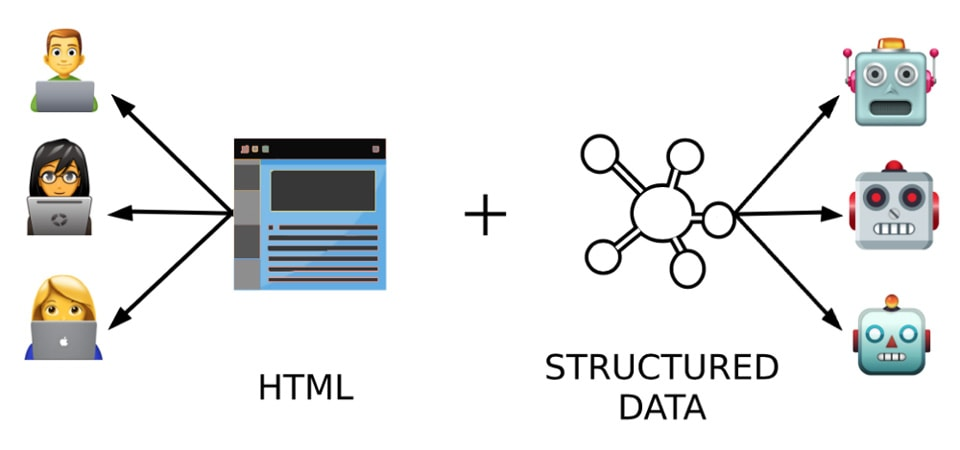 HTML
+
STRUCTURED
DATA